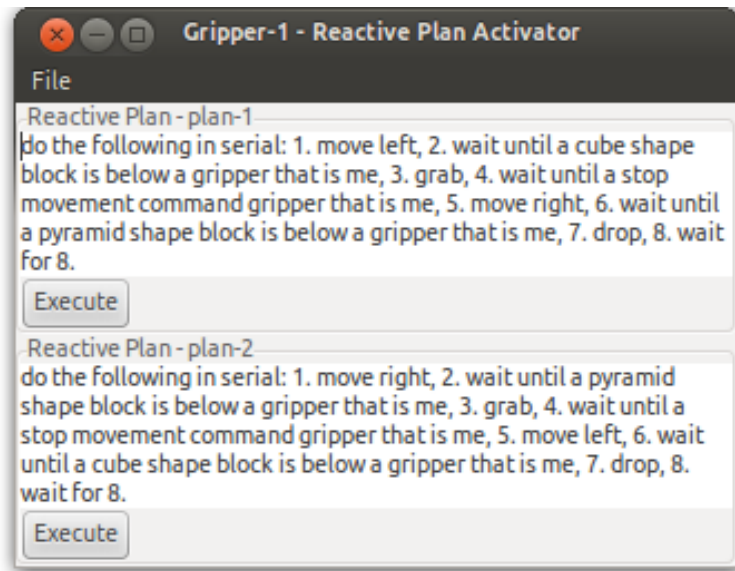 Gripper-1 - Reactive Plan Activator
File
Reactive Plan - plan-1
do the following in serial: 1. move left, 2. wait until a cube shape
block is below a gripper that is me, 3. grab, 4. wait until a stop
movement command gripper that is me, 5. move right, 6. wait until
a pyramid shape block is below a gripper that is me, 7. drop, 8. wait
for 8.
Execute
Reactive Plan - plan-2
do the following in serial: 1. move right, 2. wait until a pyramid
shape block is below a gripper that is me, 3. grab, 4. wait until a
stop movement command gripper that is me, 5. move left, 6. wait
until a cube shape block is below a gripper that is me, 7. drop, 8.
wait for 8.
Execute